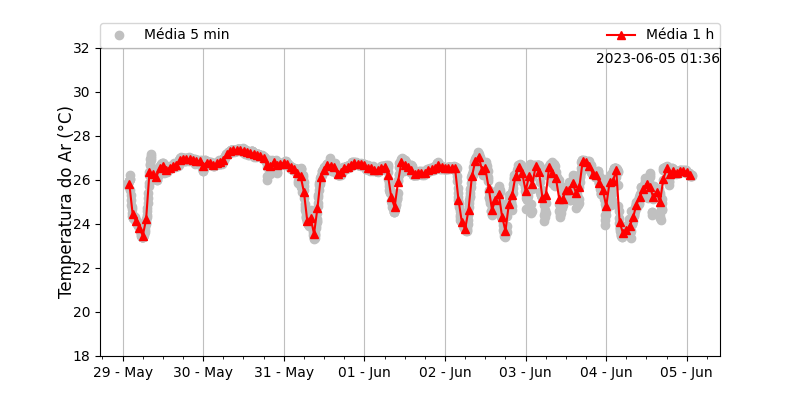 Média 5 min
Média 1 h
2023-06-05 01:36
Temperatura do Ar (°C)
32
30
28
26
24
22
20
18
29 - May
30 - May
31 - May
01 - Jun
02 - Jun
03 - Jun
04 - Jun
05 - Jun